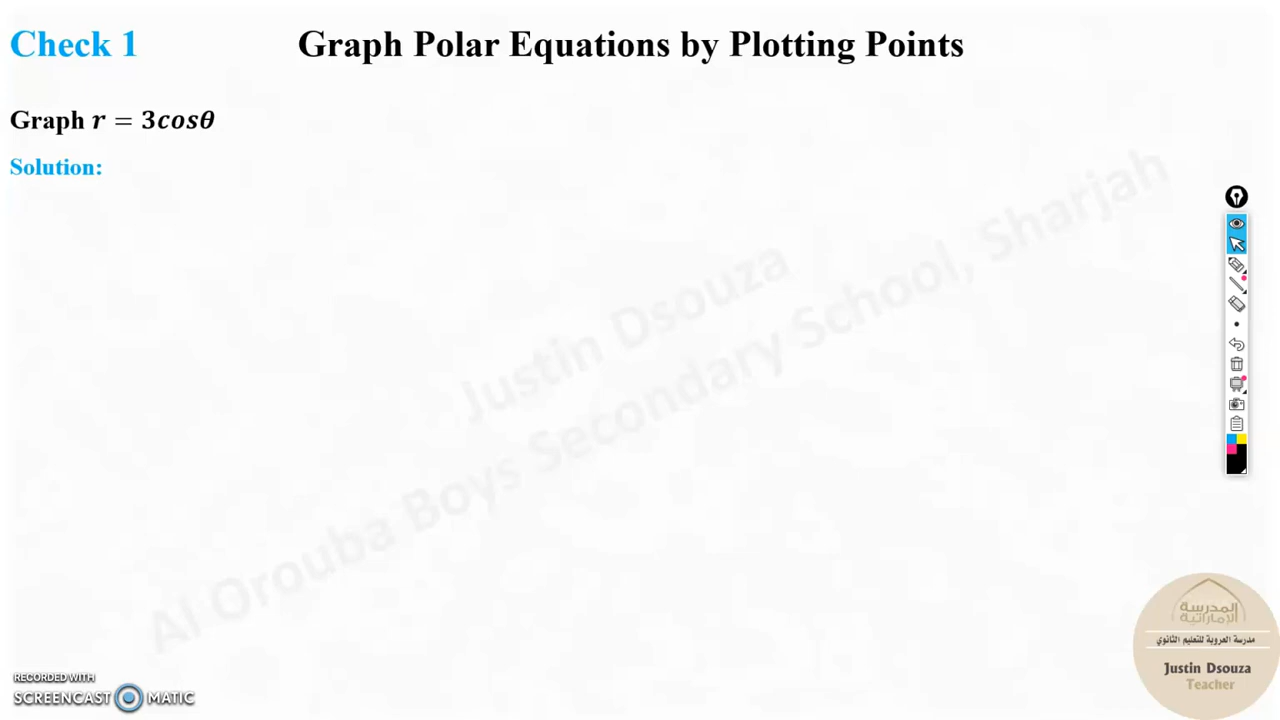 Check 1
Graph Polar Equations by Plotting Points
Graph r = 3cosθ
Solution:
Justin Dsouza
Al Orouba Boys Secondary School, Sharjah
المدرسة
الإماراتية
مدرسة العروبة للتعليم الثانوي
Justin Dsouza
Teacher
RECORDED WITH
SCREENCAST MATIC